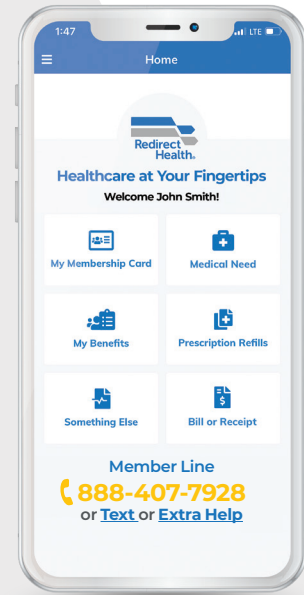 1:47
LTE
Home
Redirect
Health.
Healthcare at Your Fingertips
Welcome John Smith!
My Membership Card
Medical Need
My Benefits
Prescription Refills
Something Else
Bill or Receipt
Member Line
888-407-7928
or Text or Extra Help